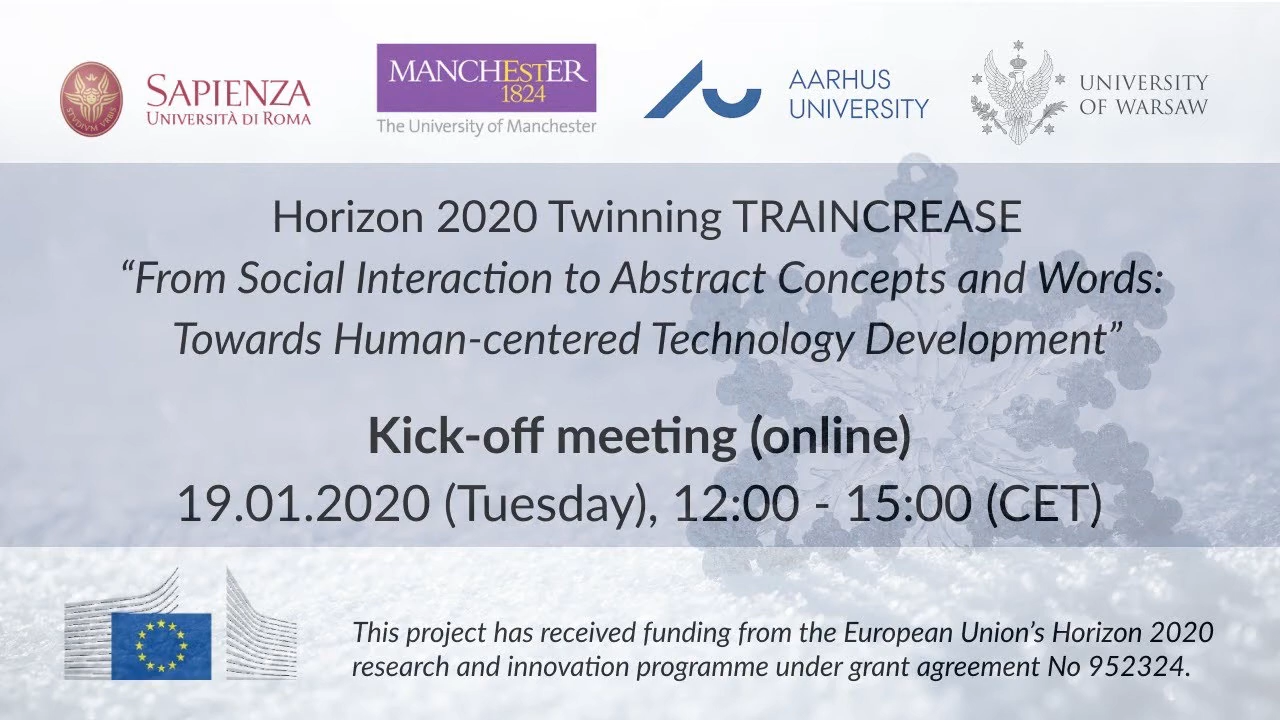 SAPIENZA
UNIVERSITÀ DI ROMA
MANCHESTER
1824
The University of Manchester
AARHUS
UNIVERSITY
UNIVERSITY
OF WARSAW
Horizon 2020 Twinning TRAINCREASE
“From Social Interaction to Abstract Concepts and Words:
Towards Human-centered Technology Development”
Kick-off meeting (online)
19.01.2020 (Tuesday), 12:00 - 15:00 (CET)
This project has received funding from the European Union’s Horizon 2020
research and innovation programme under grant agreement No 952324.